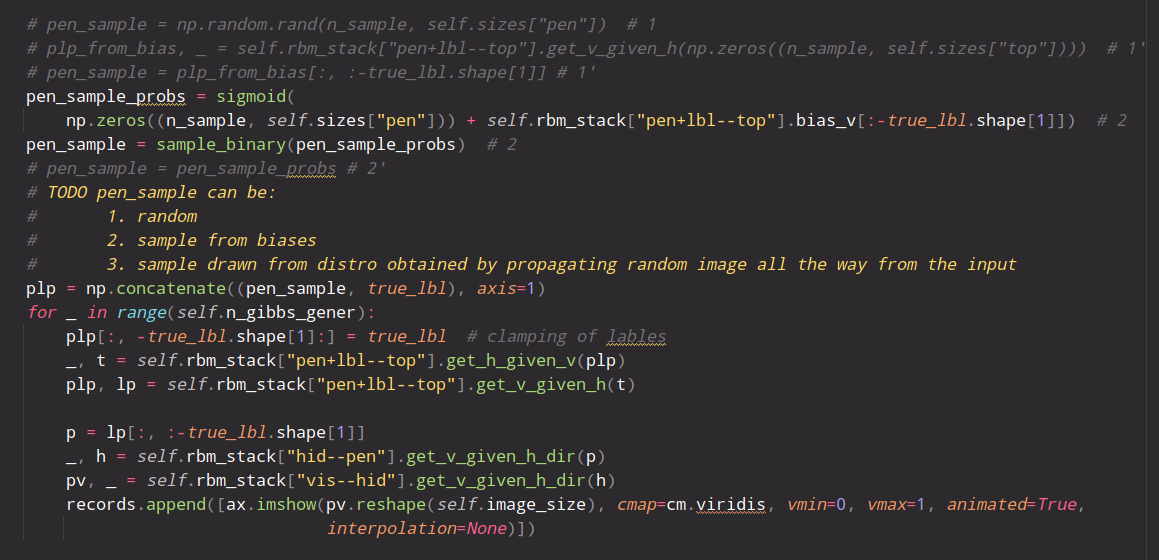 # pen_sample = np.random.rand(n_sample, self.sizes["pen"])  # 1
# plp_from_bias, _ = self.rbm_stack["pen+lbl--top"].get_v_given_h(np.zeros((n_sample, self.sizes["top"])))  # 1'
# pen_sample = plp_from_bias[:, :-true_lbl.shape[1]] # 1'
pen_sample_probs = sigmoid(
    np.zeros((n_sample, self.sizes["pen"])) + self.rbm_stack["pen+lbl--top"].bias_v[:-true_lbl.shape[1]])  # 2
pen_sample = sample_binary(pen_sample_probs)  # 2
# pen_sample = pen_sample_probs # 2'
# TODO pen_sample can be:
#       1. random
#       2. sample from biases
#       3. sample drawn from distro obtained by propagating random image all the way from the input
plp = np.concatenate((pen_sample, true_lbl), axis=1)
for _ in range(self.n_gibbs_gener):
    plp[:, -true_lbl.shape[1]:] = true_lbl  # clamping of lables
    _, t = self.rbm_stack["pen+lbl--top"].get_h_given_v(plp)
    plp, lp = self.rbm_stack["pen+lbl--top"].get_v_given_h(t)

    p = lp[:, :-true_lbl.shape[1]]
    _, h = self.rbm_stack["hid--pen"].get_v_given_h_dir(p)
    pv, _ = self.rbm_stack["vis--hid"].get_v_given_h_dir(h)
    records.append([ax.imshow(pv.reshape(self.image_size), cmap=cm.viridis, vmin=0, vmax=1, animated=True,
                              interpolation=None)])